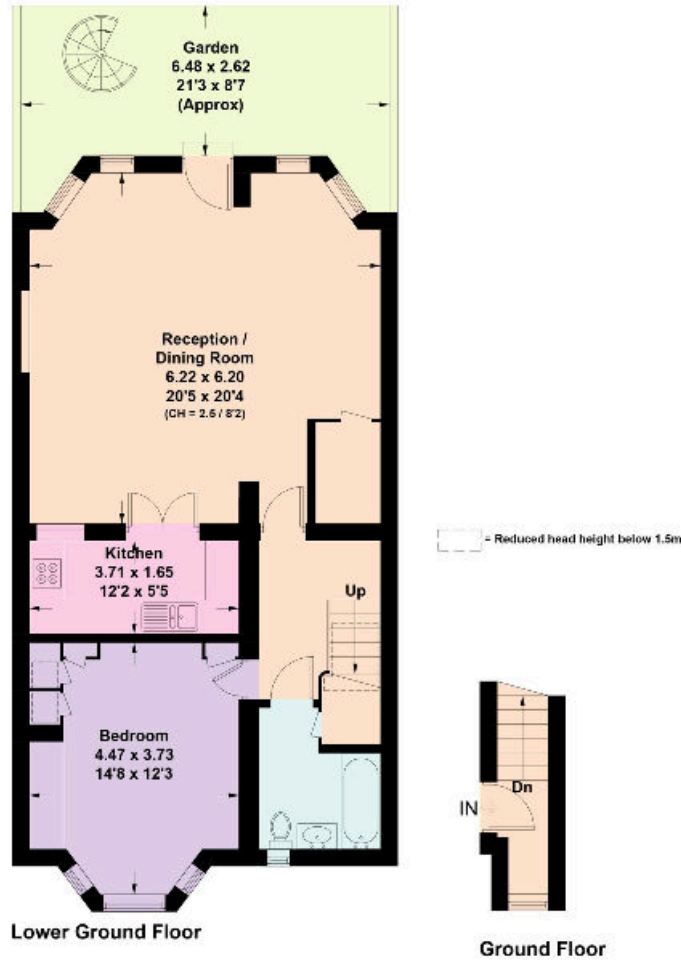 Garden
6.48 x 2.62
21'3 x 8'7
(Approx)
Reception /
Dining Room
6.22 x 6.20
20'5 x 20'4
(CH = 2.5 / 8'2)
Kitchen
3.71 x 1.65
12'2 x 5'5
Up
= Reduced head height below 1.5m
Bedroom
4.47 x 3.73
14'8 x 12'3
Dn
IN
Lower Ground Floor
Ground Floor